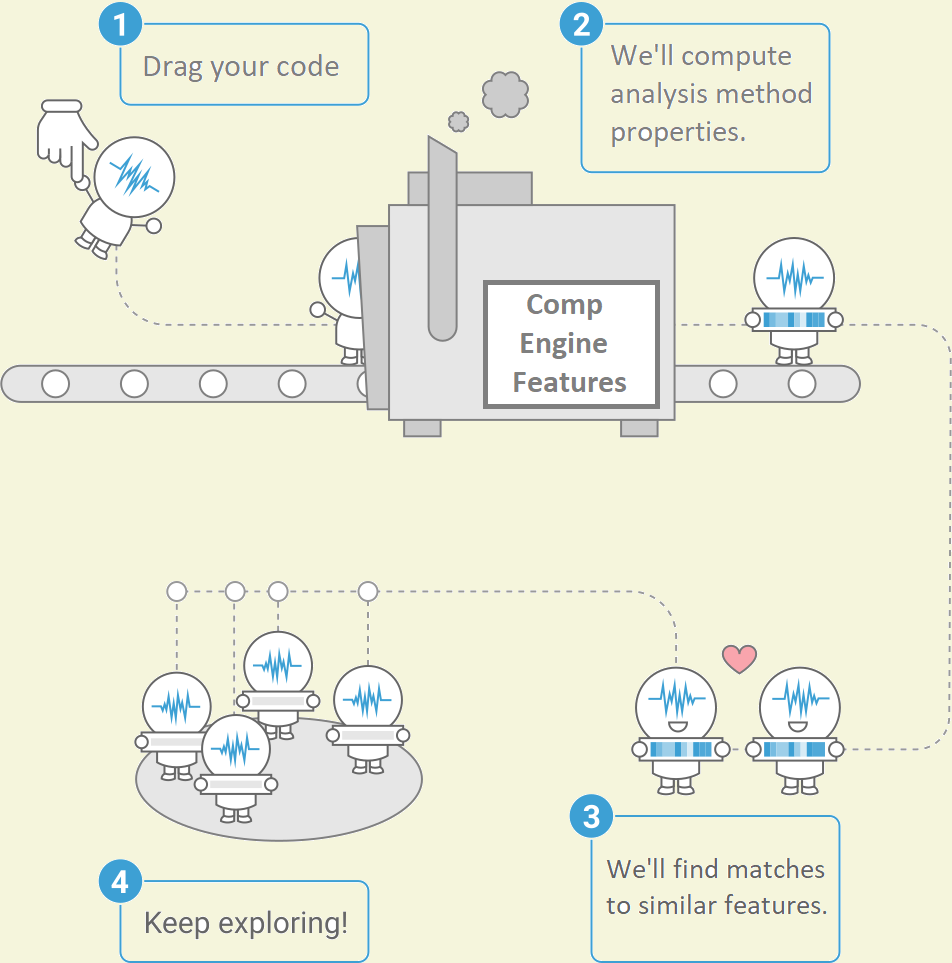 1
Drag your code
2
We'll compute
analysis method
properties.
Comp
Engine
Features
3
We'll find matches
to similar features.
4
Keep exploring!